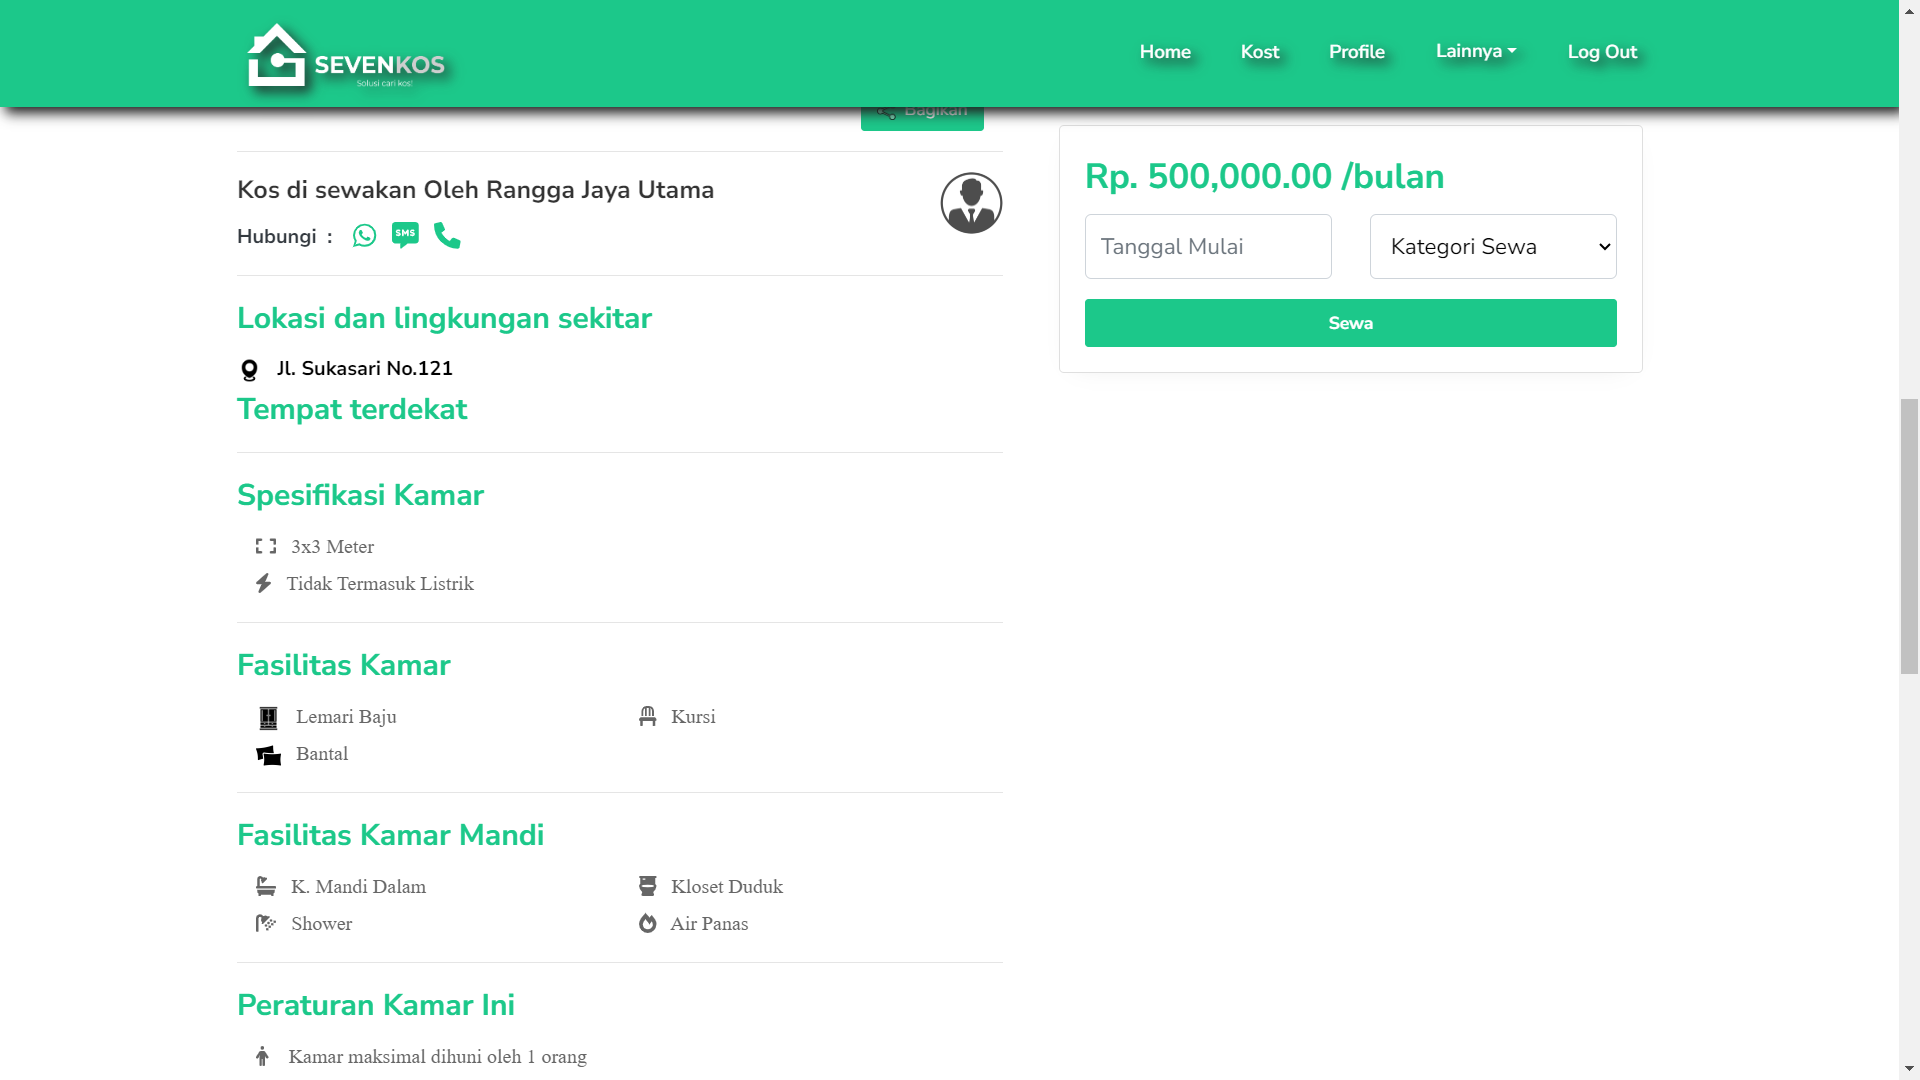 SEVENKOS
Solusi cari kos!
Home
Kost
Profile
Lainnya
Log Out
Bagikan
Kos di sewakan Oleh Rangga Jaya Utama
Hubungi :
SMS
Lokasi dan lingkungan sekitar
Jl. Sukasari No.121
Tempat terdekat
Spesifikasi Kamar
3x3 Meter
Tidak Termasuk Listrik
Fasilitas Kamar
Lemari Baju
Kursi
Bantal
Fasilitas Kamar Mandi
K. Mandi Dalam
Kloset Duduk
Shower
Air Panas
Peraturan Kamar Ini
Kamar maksimal dihuni oleh 1 orang
Rp. 500,000.00 /bulan
Tanggal Mulai
Kategori Sewa
Sewa